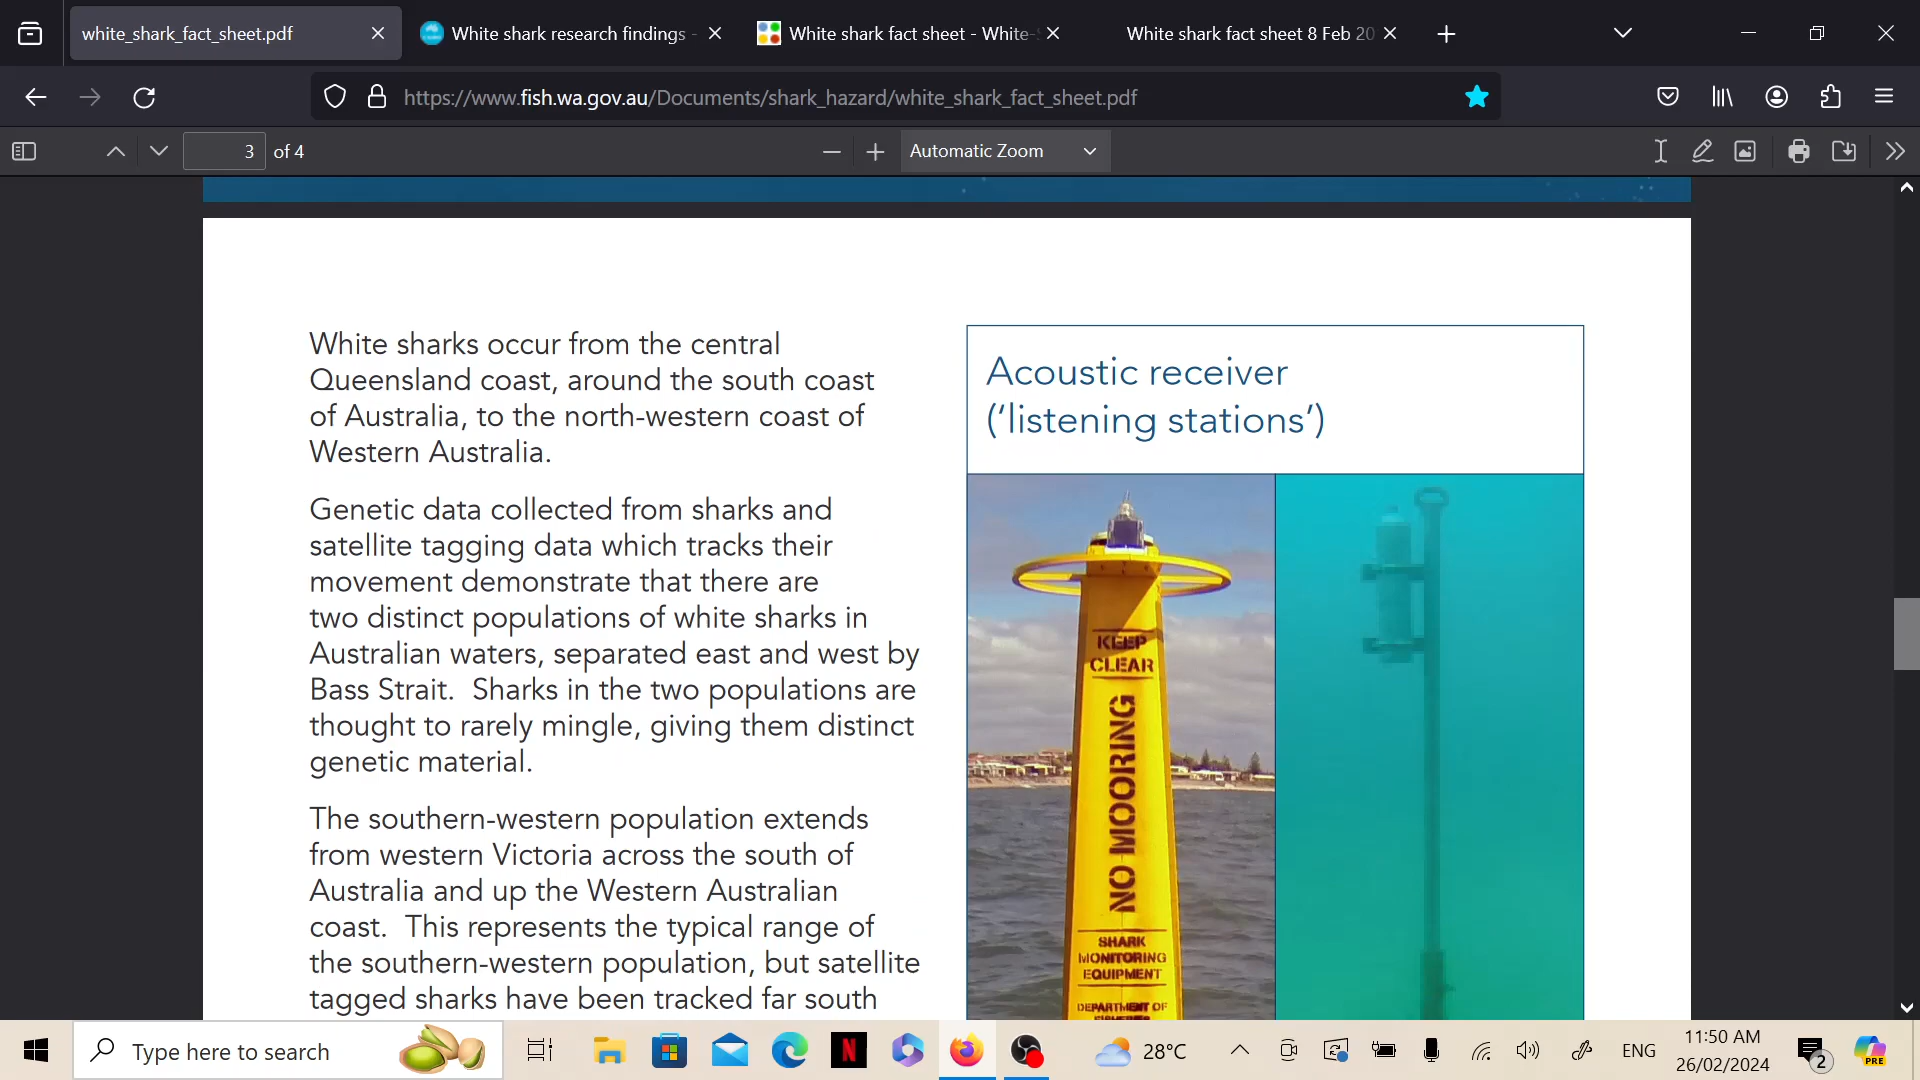 white_shark_fact_sheet.pdf
White shark research findings -
White shark fact sheet - White-
White shark fact sheet 8 Feb 20
https://www.fish.wa.gov.au/Documents/shark_hazard/white_shark_fact_sheet.pdf
3 of 4
Automatic Zoom
White sharks occur from the central
Queensland coast, around the south coast
of Australia, to the north-western coast of
Western Australia.
Genetic data collected from sharks and
satellite tagging data which tracks their
movement demonstrate that there are
two distinct populations of white sharks in
Australian waters, separated east and west by
Bass Strait. Sharks in the two populations are
thought to rarely mingle, giving them distinct
genetic material.
The southern-western population extends
from western Victoria across the south of
Australia and up the Western Australian
coast. This represents the typical range of
the southern-western population, but satellite
tagged sharks have been tracked far south
Acoustic receiver
(‘listening stations’)
KEEP
CLEAR
NO MOORING
SHARK
MONITORING
EQUIPMENT
DEPARTMENT OF
FISHERIES
Type here to search
N
28°C
ENG
11:50 AM
26/02/2024
2
PRE